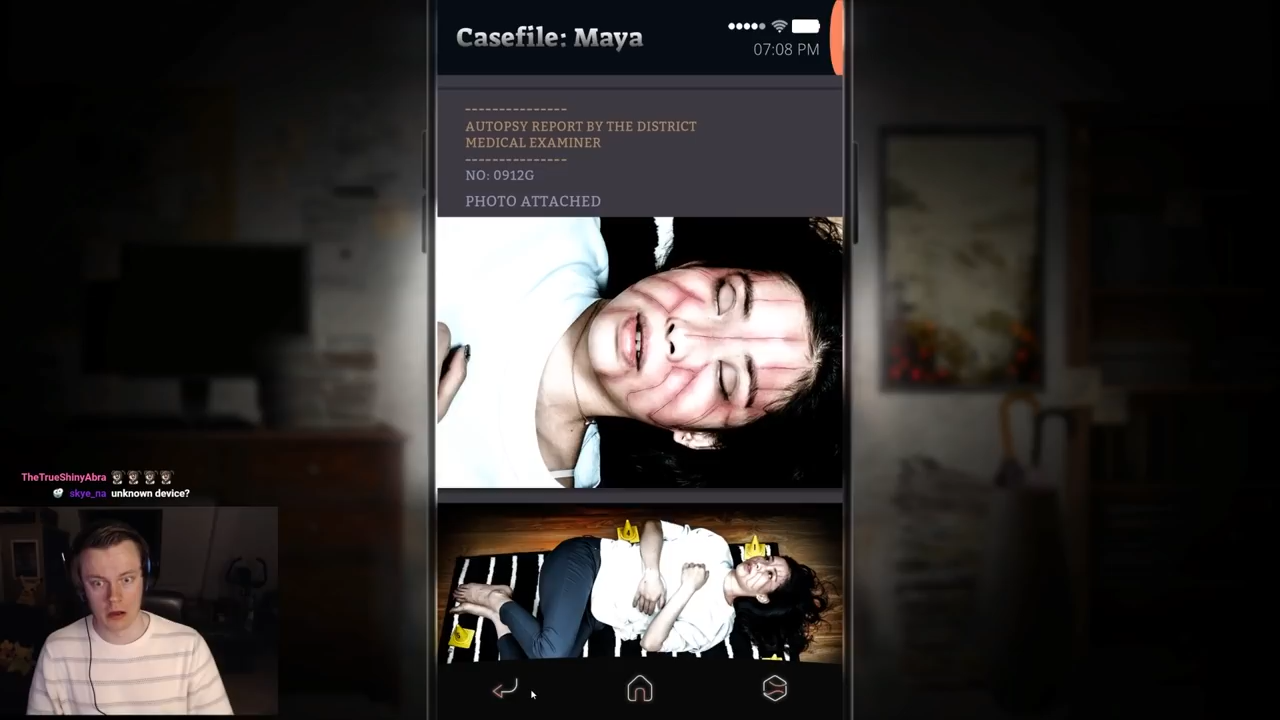 Casefile: Maya
07:08 PM
---------------
AUTOPSY REPORT BY THE DISTRICT
MEDICAL EXAMINER
---------------
NO: 0912G
PHOTO ATTACHED
TheTrueShinyAbra
skye_na unknown device?